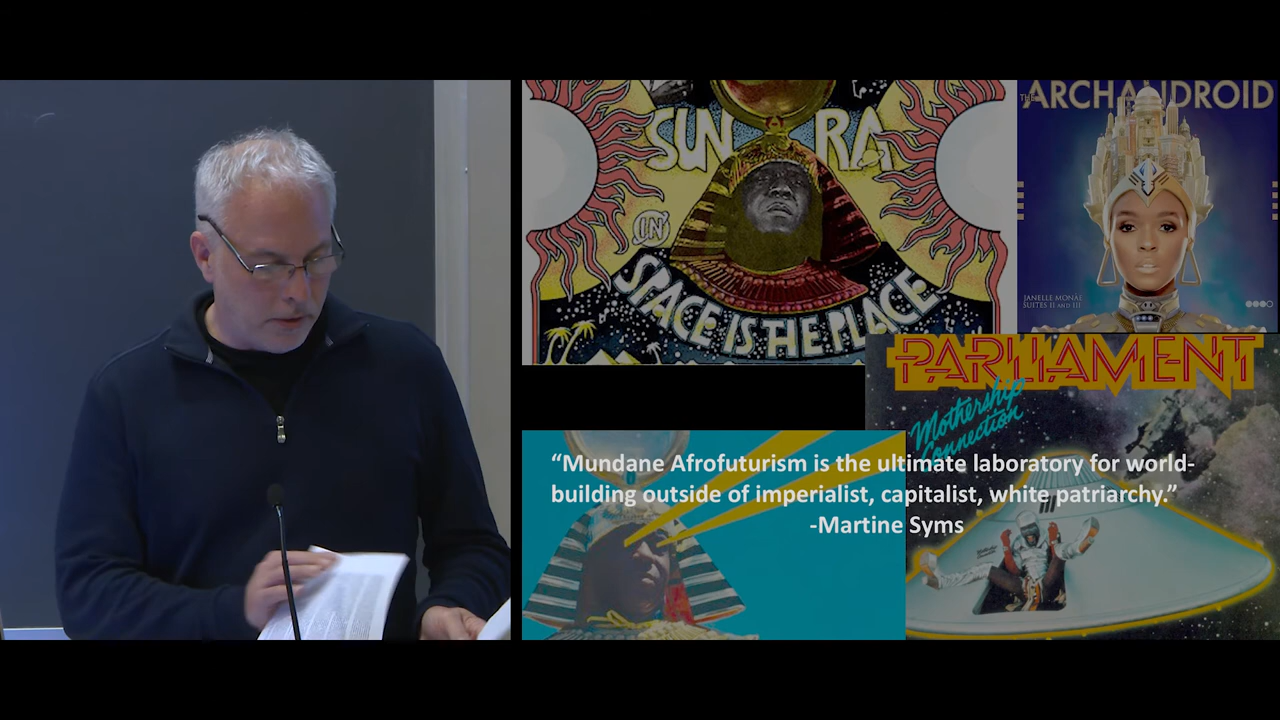 SUN RA
IN
SPACE IS THE PLACE
THE ARCHANDROID
JANELLE MONÁE
SUITES II AND III
PARLIAMENT
Mothership
Connection
“Mundane Afrofuturism is the ultimate laboratory for world-
building outside of imperialist, capitalist, white patriarchy.”
-Martine Syms